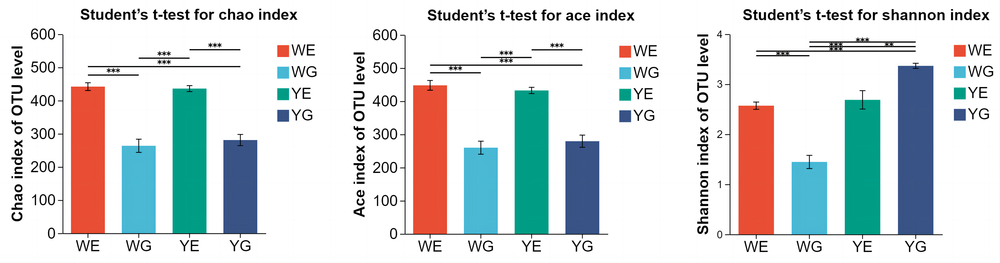 Student’s t-test for chao index
Chao index of OTU level
600
500
400
300
200
100
0
***
***
***
***
WE
WG
YE
YG
WE
WG
YE
YG
Student’s t-test for ace index
Ace index of OTU level
600
500
400
300
200
100
0
***
***
***
***
WE
WG
YE
YG
WE
WG
YE
YG
Student’s t-test for shannon index
Shannon index of OTU level
4
3
2
1
0
***
*** **
***
***
WE
WG
YE
YG
WE
WG
YE
YG